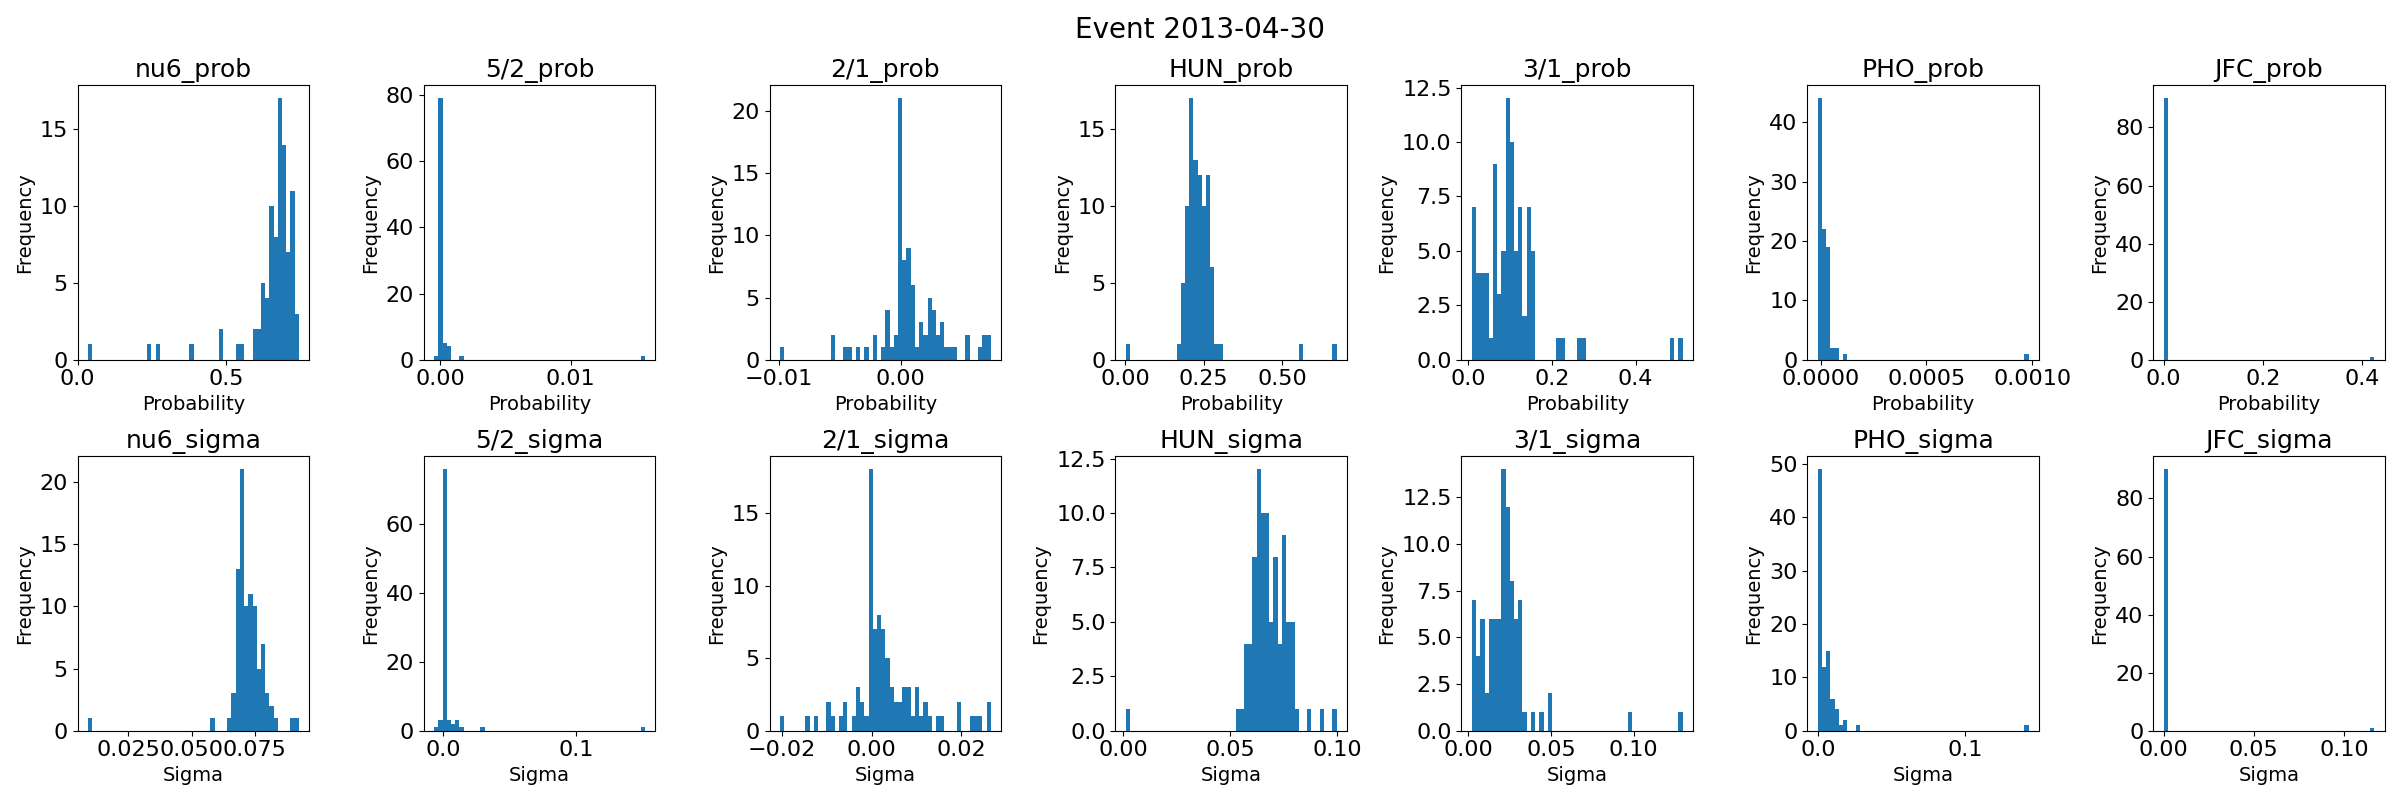 Event 2013-04-30
nu6_prob 5/2_prob 2/1_prob HUN_prob 3/1_prob PHO_prob JFC_prob
Frequency 0 5 10 15
0.0 0.5
Probability
Frequency 0 20 40 60 80
0.00 0.01
Probability
Frequency 0 5 10 15 20
−0.01 0.00
Probability
Frequency 0 5 10 15
0.00 0.25 0.50
Probability
Frequency 0.0 2.5 5.0 7.5 10.0 12.5
0.0 0.2 0.4
Probability
Frequency 0 10 20 30 40
0.0000 0.0005 0.0010
Probability
Frequency 0 20 40 60 80
0.0 0.2 0.4
Probability
nu6_sigma 5/2_sigma 2/1_sigma HUN_sigma 3/1_sigma PHO_sigma JFC_sigma
Frequency 0 5 10 15 20
0.025 0.050 0.075
Sigma
Frequency 0 20 40 60
0.0 0.1
Sigma
Frequency 0 5 10 15
−0.02 0.00 0.02
Sigma
Frequency 0.0 2.5 5.0 7.5 10.0 12.5
0.00 0.05 0.10
Sigma
Frequency 0.0 2.5 5.0 7.5 10.0 12.5
0.00 0.05 0.10
Sigma
Frequency 0 10 20 30 40 50
0.0 0.1
Sigma
Frequency 0 20 40 60 80
0.00 0.05 0.10
Sigma